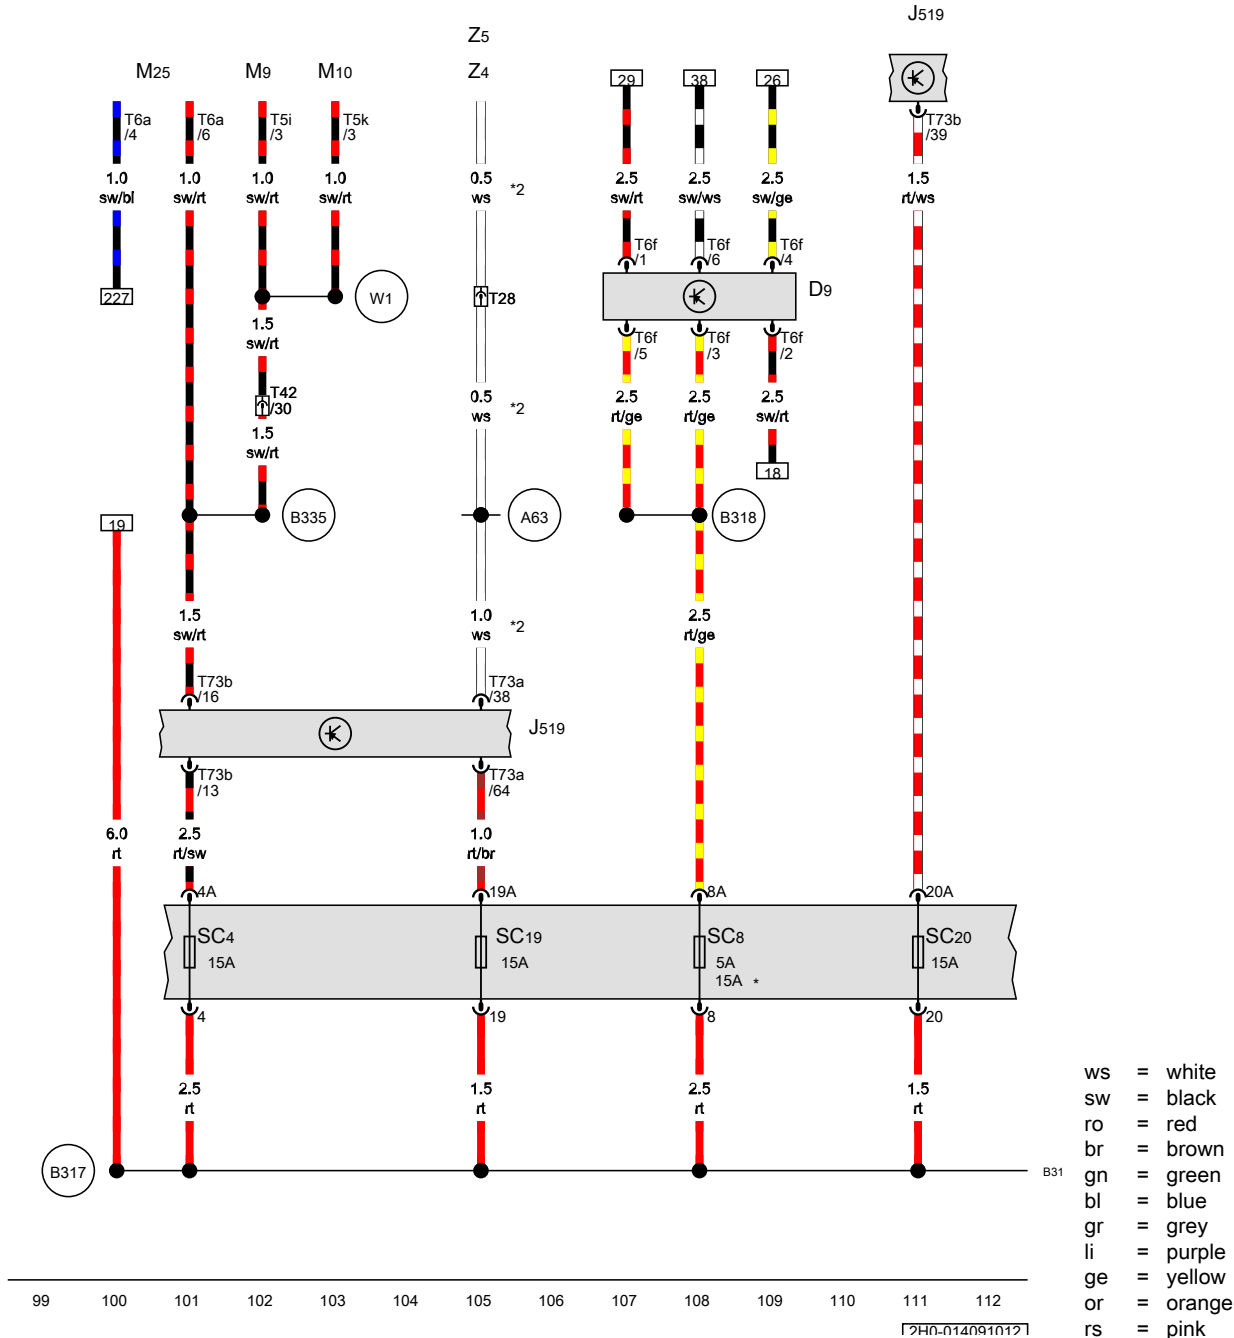 J519
Z5
M25 M9 M10 Z4
29 38 26
T6a T6a T5i T5k T73b
/4 /6 /3 /3 /39
1.0 1.0 1.0 1.0 0.5 *2 2.5 2.5 2.5 1.5
sw/bl sw/rt sw/rt sw/rt ws sw/rt sw/ws sw/ge rt/ws
T6f T6f T6f
/1 /6 /4
227 W1 T28 D9
1.5
sw/rt
T6f T6f T6f
/5 /3 /2
T42
/30
0.5 *2 2.5 2.5 2.5
ws rt/ge rt/ge sw/rt
1.5
sw/rt
18
19 B335 A63 B318
1.5 1.0 *2 2.5
sw/rt ws rt/ge
T73b T73a
/16 /38
J519
T73b T73a
/13 /64
6.0 2.5 1.0
rt rt/sw rt/br
4A 19A 8A 20A
SC4 SC19 SC8 SC20
15A 15A 5A 15A
15A *
4 19 8 20
2.5 1.5 2.5 1.5
rt rt rt rt
B317 B31
ws = white
sw = black
ro = red
br = brown
gn = green
bl = blue
gr = grey
li = purple
ge = yellow
or = orange
rs = pink
99 100 101 102 103 104 105 106 107 108 109 110 111 112
2H0-014091012